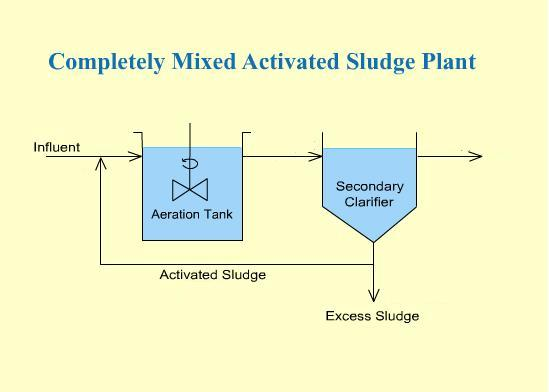 Completely Mixed Activated Sludge Plant
Influent
Aeration Tank
Secondary
Clarifier
Activated Sludge
Excess Sludge